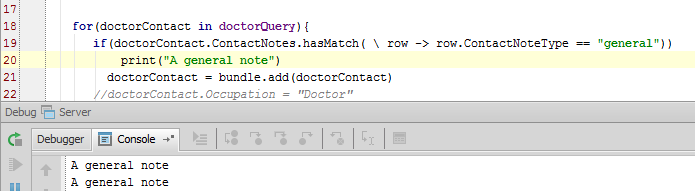 17
18 for(doctorContact in doctorQuery){
19 if(doctorContact.ContactNotes.hasMatch( \ row -> row.ContactNoteType == "general"))
20 print("A general note")
21 doctorContact = bundle.add(doctorContact)
22 //doctorContact.Occupation = "Doctor"
Debug Server
Debugger Console
A general note
A general note